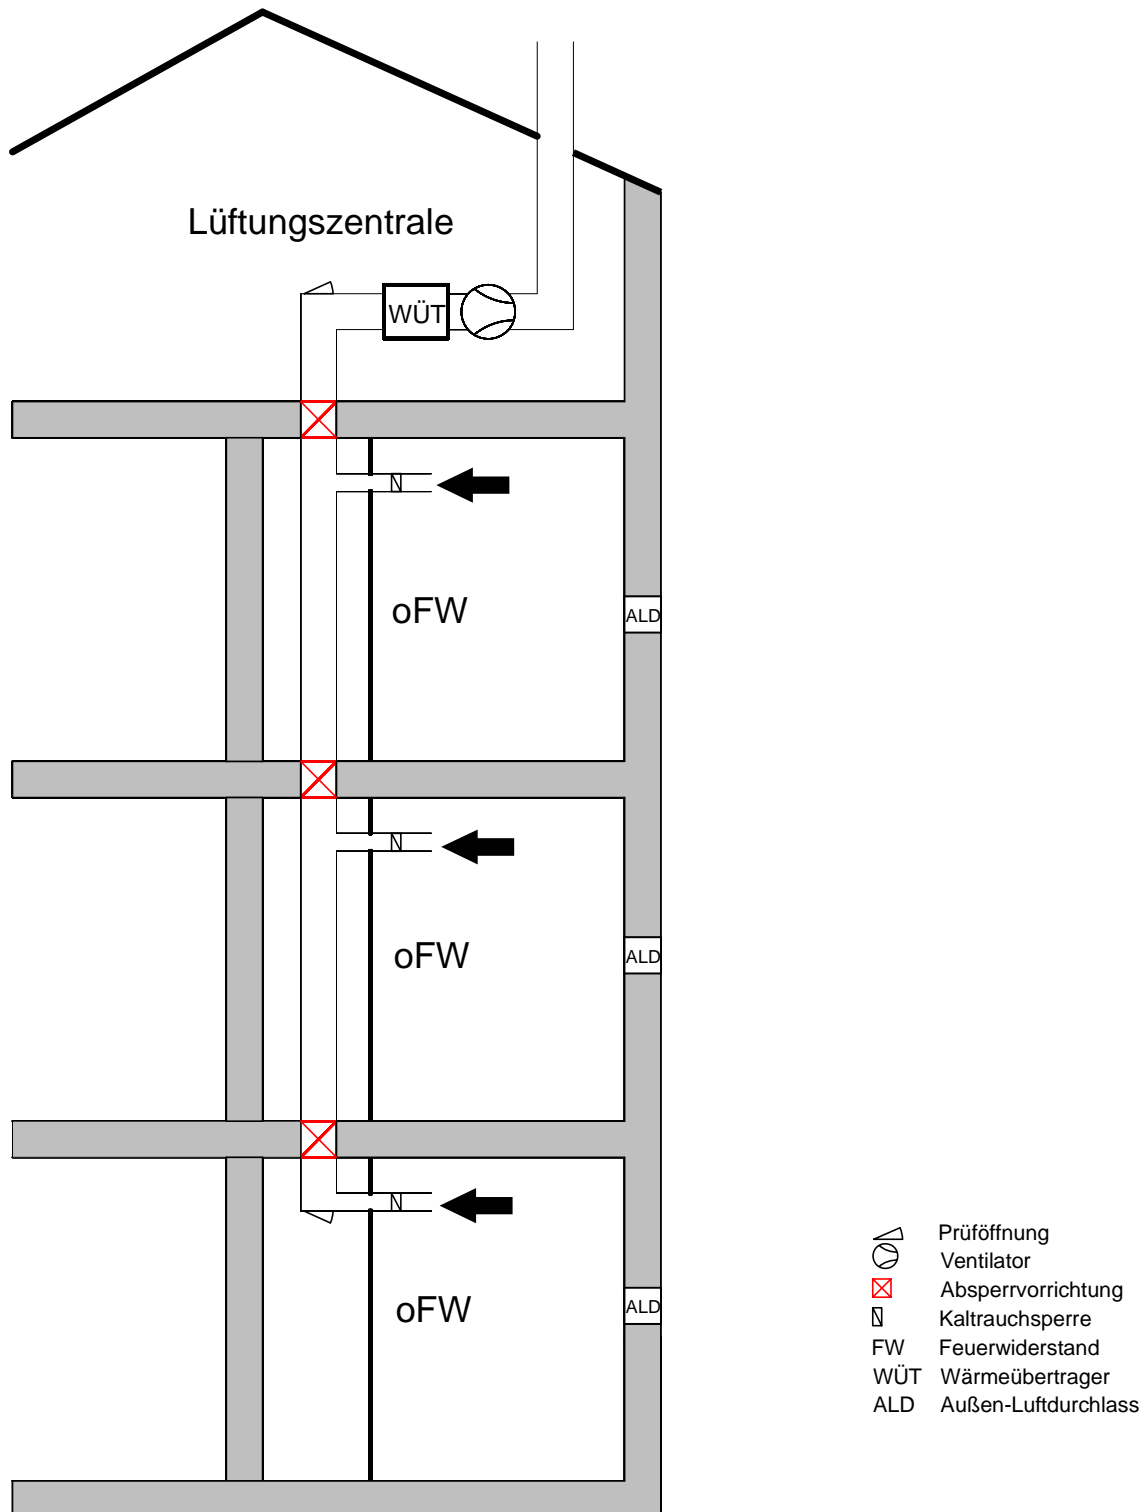 Lüftungszentrale
WÜT
oFW
ALD
oFW
ALD
oFW
ALD
Prüföffnung
Ventilator
Absperrvorrichtung
Kaltrauchsperre
FW Feuerwiderstand
WÜT Wärmeübertrager
ALD Außen-Luftdurchlass